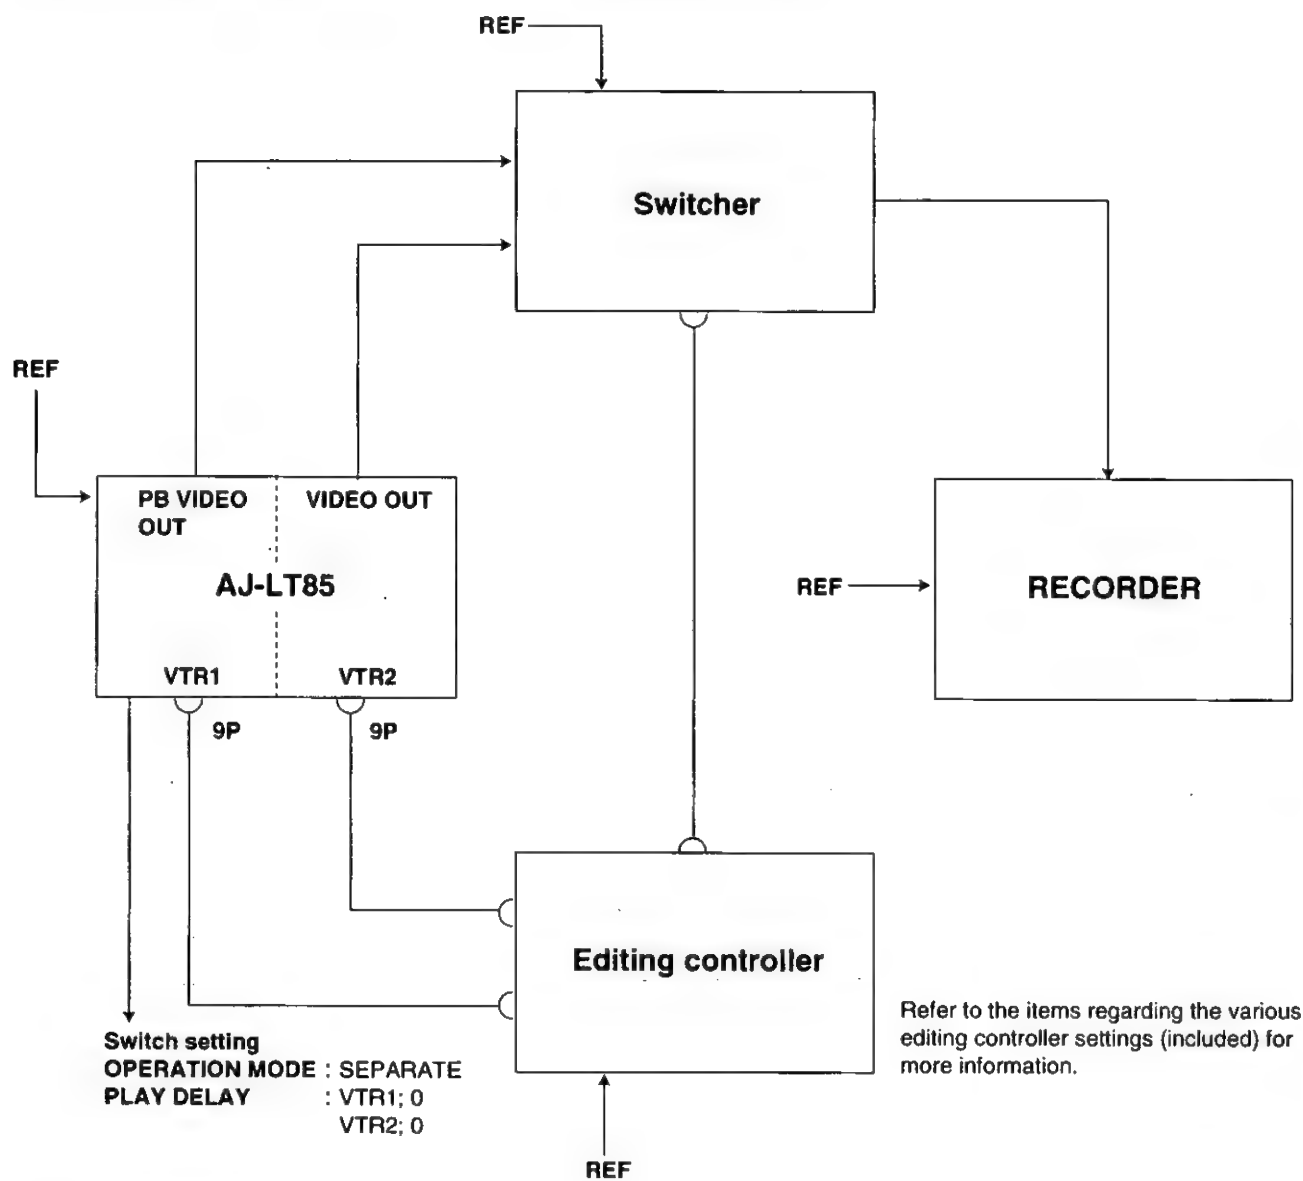 REF
Switcher
REF
PB VIDEO
OUT
VIDEO OUT
AJ-LT85
VTR1
VTR2
9P
9P
REF
RECORDER
Editing controller
Switch setting
OPERATION MODE : SEPARATE
PLAY DELAY : VTR1; 0
VTR2; 0
Refer to the items regarding the various
editing controller settings (included) for
more information.
REF